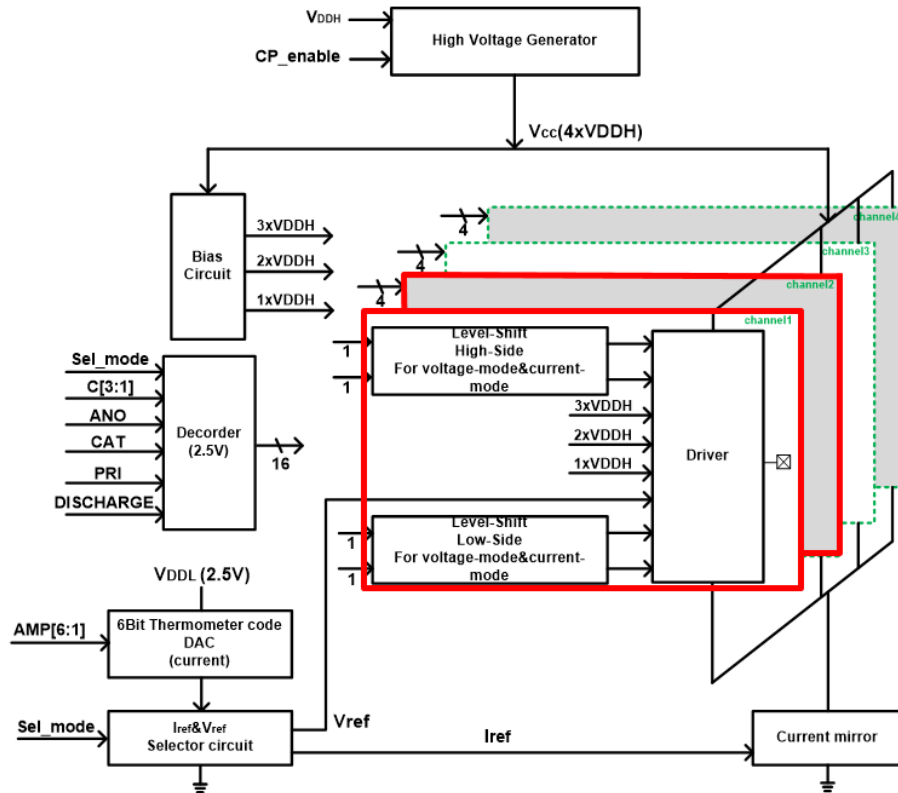 VDDH
High Voltage Generator
CP_enable
Vcc(4xVDDH)
Bias
Circuit
3xVDDH
2xVDDH
1xVDDH
4
channel4
4
channel3
4
channel2
channel1
1
1
Level-Shift
High-Side
For voltage-mode&current-
mode
3xVDDH
2xVDDH
1xVDDH
Driver
Sel_mode
C[3:1]
ANO
CAT
PRI
DISCHARGE
Decorder
(2.5V)
16
1
1
Level-Shift
Low-Side
For voltage-mode&current-
mode
VDDL (2.5V)
AMP[6:1]
6Bit Thermometer code
DAC
(current)
Sel_mode
Iref&Vref
Selector circuit
Vref
Iref
Current mirror